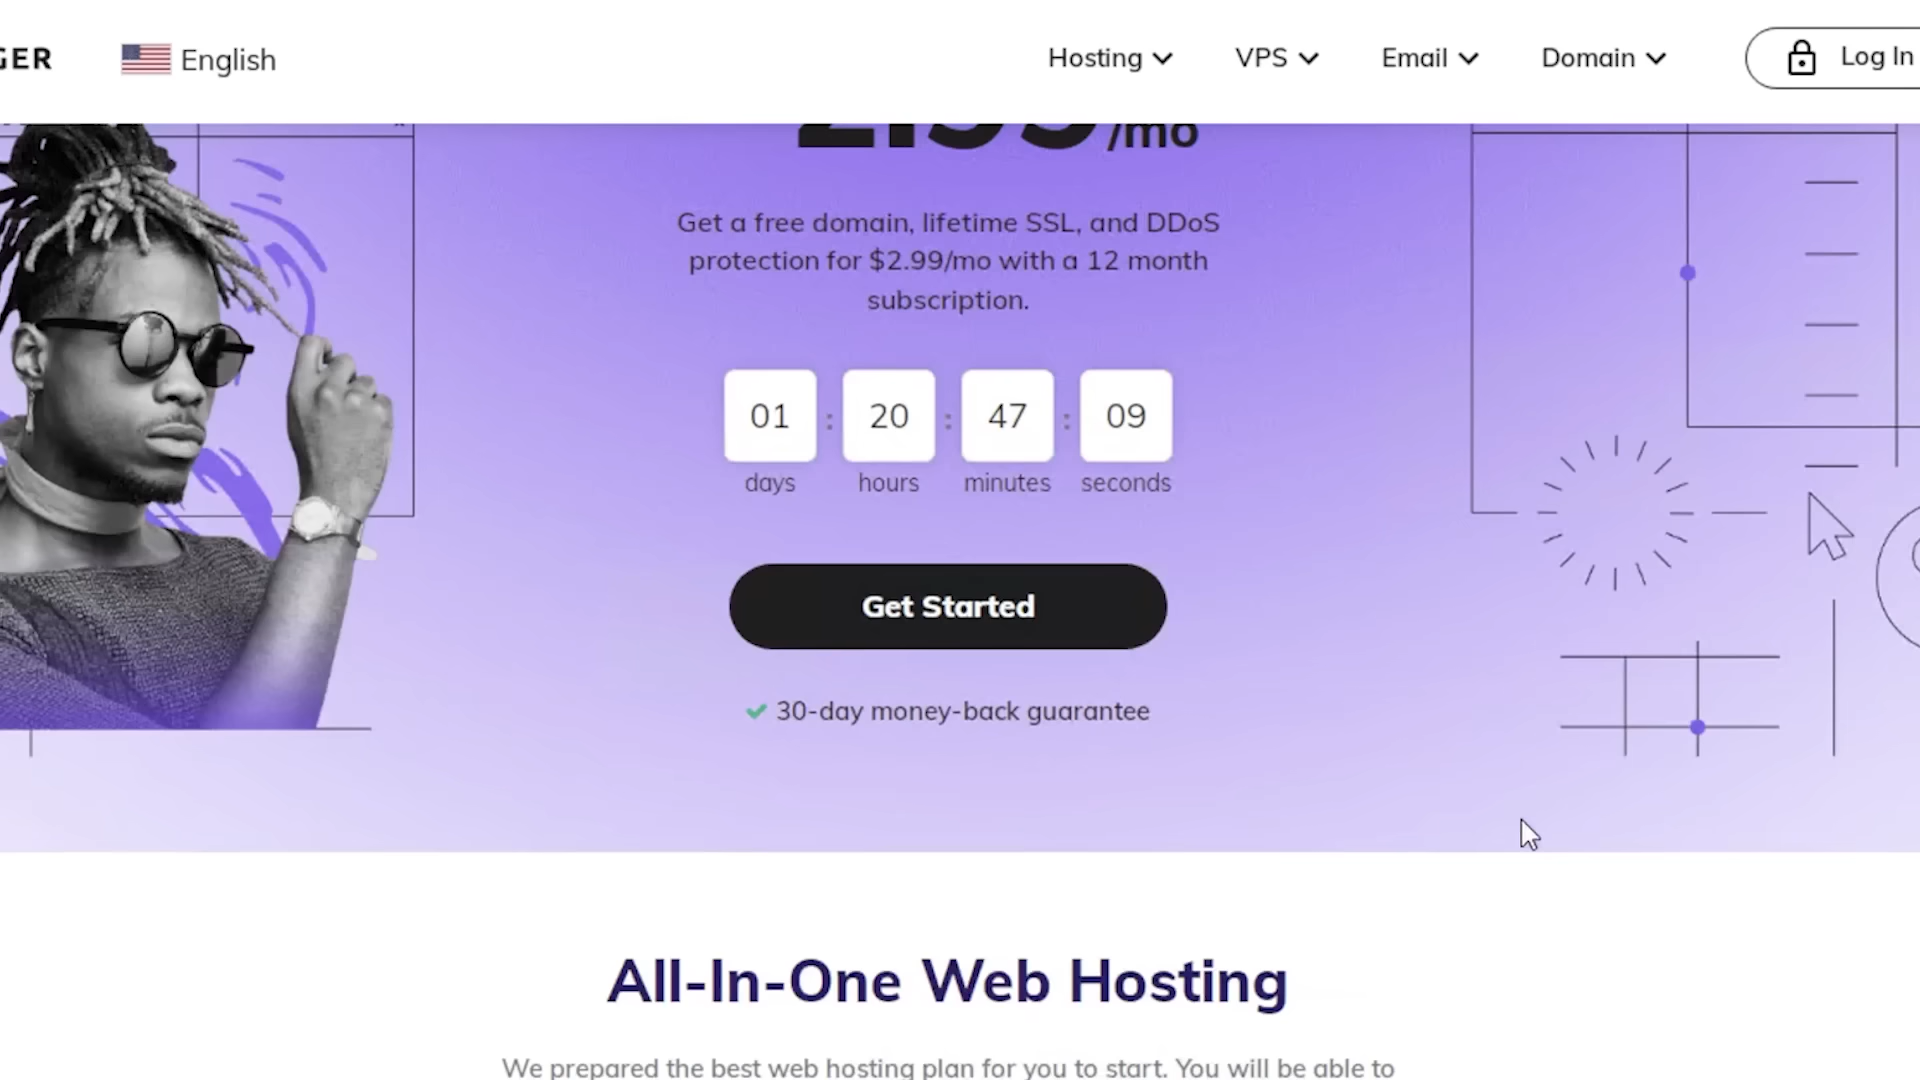 GER
English
Hosting
VPS
Email
Domain
Log In
2.99/mo
Get a free domain, lifetime SSL, and DDoS
protection for $2.99/mo with a 12 month
subscription.
01 : 20 : 47 : 09
days hours minutes seconds
Get Started
30-day money-back guarantee
All-In-One Web Hosting
We prepared the best web hosting plan for you to start. You will be able to